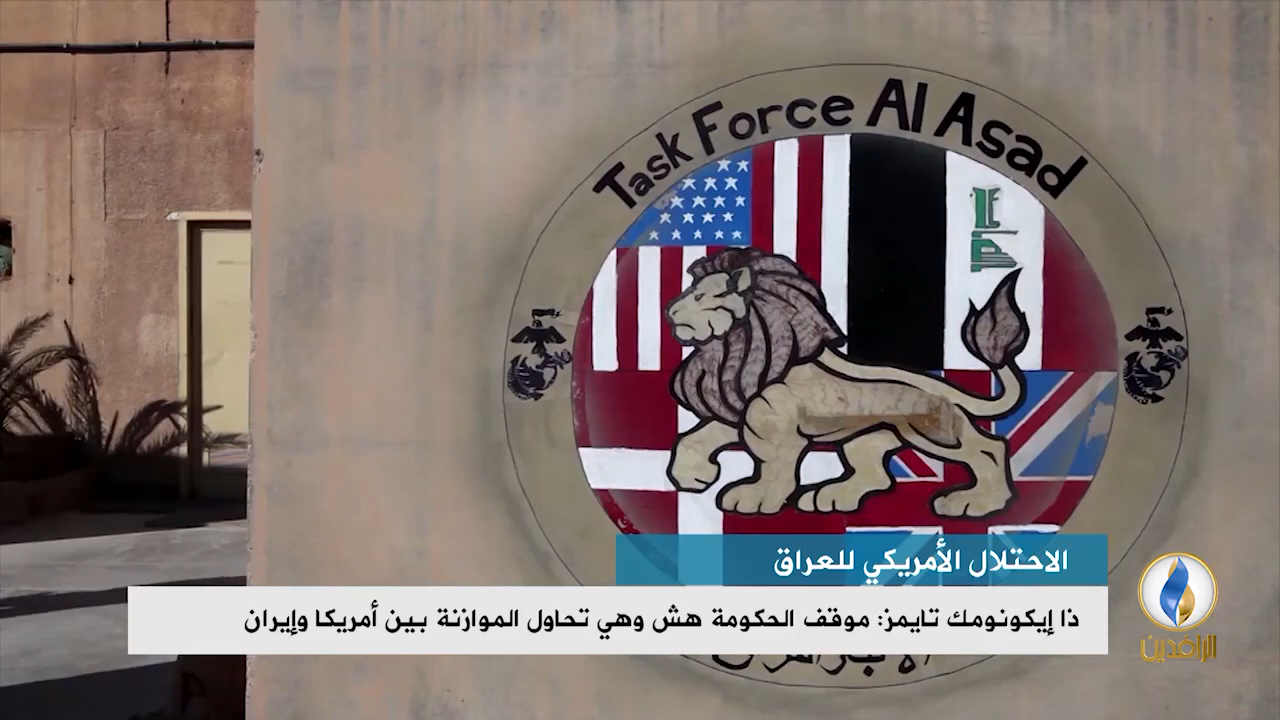 Task Force Al Asad
الاحتلال الأمريكي للعراق
ذا إيكونومك تايمز: موقف الحكومة هش وهي تحاول الموازنة بين أمريكا وإيران
الرافدين